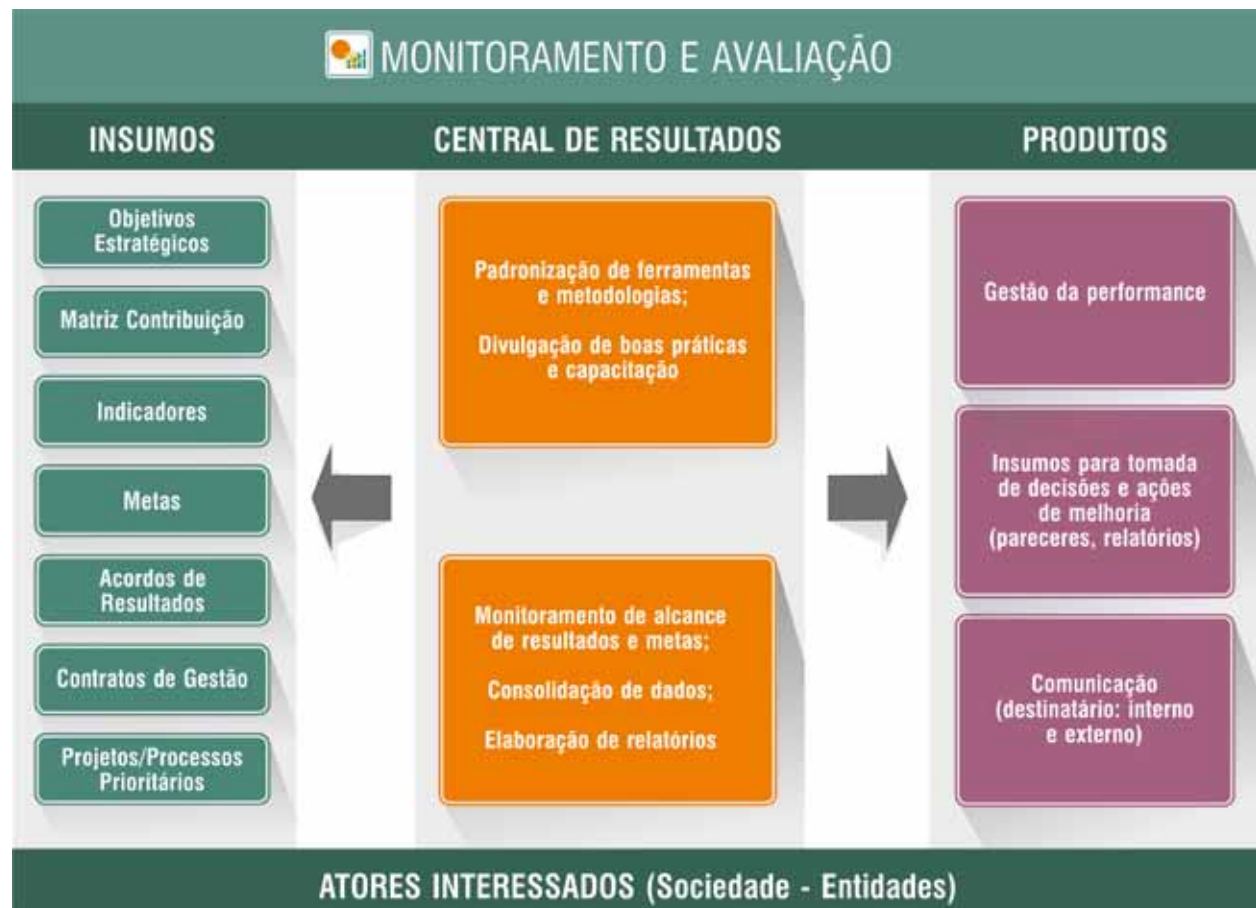 MONITORAMENTO E AVALIAÇÃO
INSUMOS
Objetivos
Estratégicos
Matriz Contribuição
Indicadores
Metas
Acordos de
Resultados
Contratos de Gestão
Projetos/Processos
Prioritários
CENTRAL DE RESULTADOS
Padronização de ferramentas
e metodologias;
Divulgação de boas práticas
e capacitação
Monitoramento de alcance
de resultados e metas;
Consolidação de dados;
Elaboração de relatórios
PRODUTOS
Gestão da performance
Insumos para tomada
de decisões e ações
de melhoria
(pareceres, relatórios)
Comunicação
(destinatário: interno
e externo)
ATORES INTERESSADOS (Sociedade - Entidades)